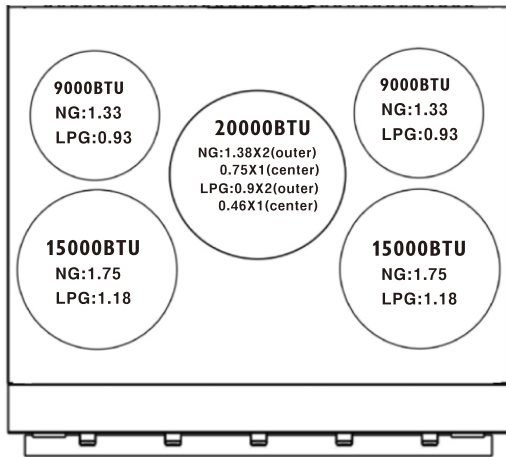 9000BTU
NG:1.33
LPG:0.93
20000BTU
NG:1.38X2(outer)
0.75X1(center)
LPG:0.9X2(outer)
0.46X1(center)
9000BTU
NG:1.33
LPG:0.93
15000BTU
NG:1.75
LPG:1.18
15000BTU
NG:1.75
LPG:1.18